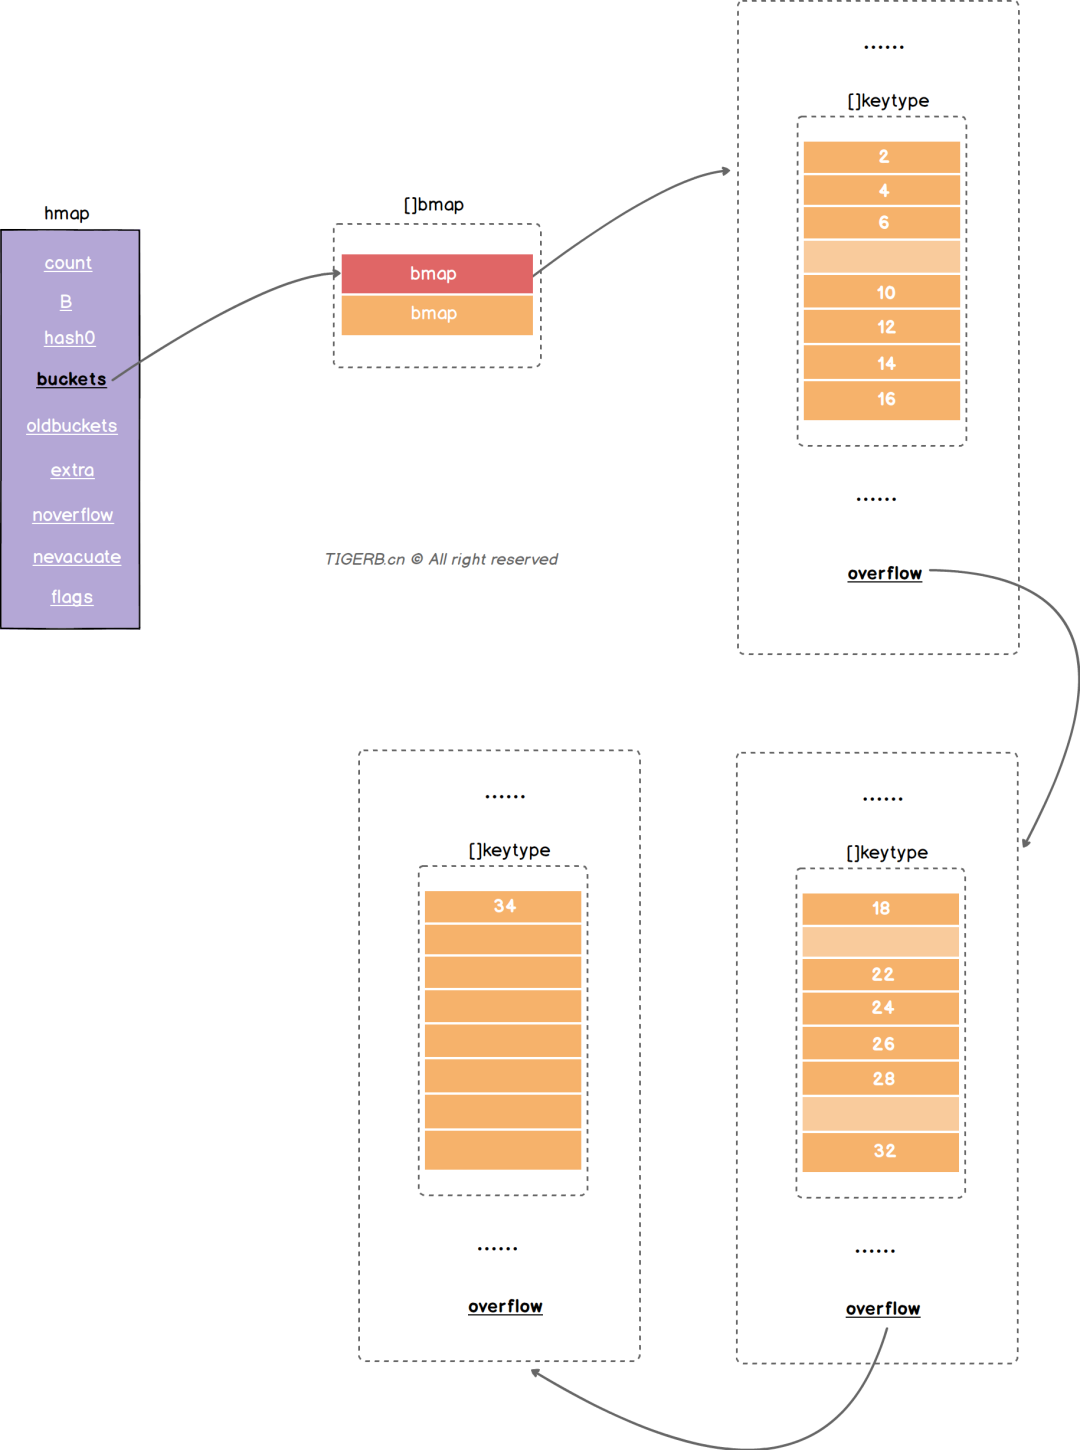 hmap
count
B
hash0
buckets
oldbuckets
extra
noverflow
nevacuate
flags
[]bmap
bmap
bmap
TIGERB.cn © All right reserved
......
[]keytype
2
4
6
10
12
14
16
......
overflow
......
[]keytype
18
22
24
26
28
32
......
overflow
......
[]keytype
34
......
overflow